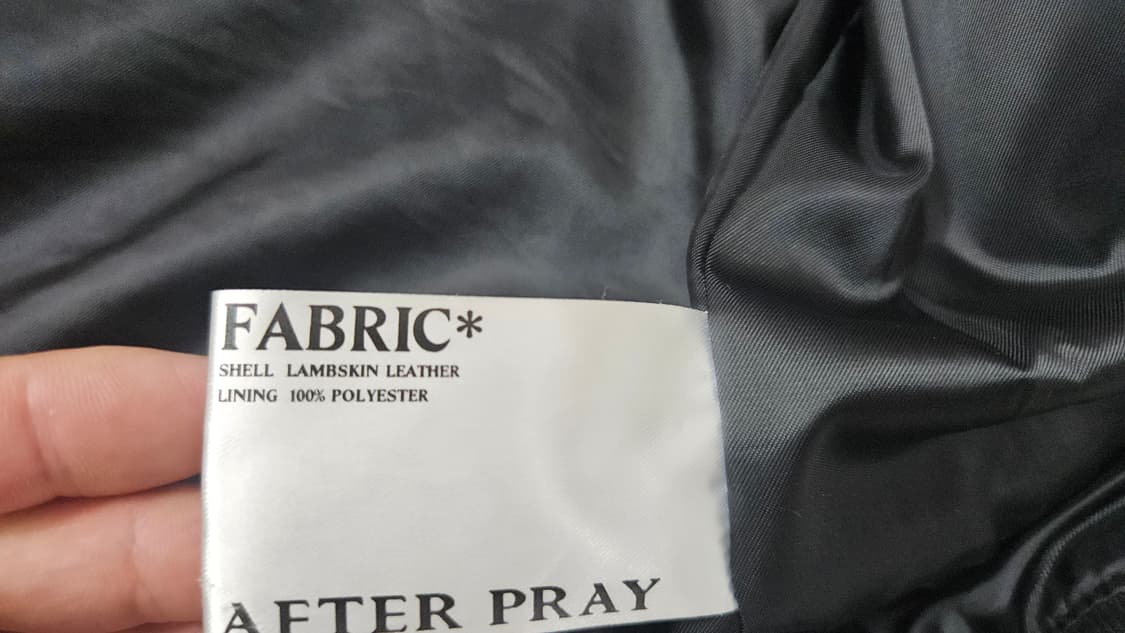 FABRIC*
SHELL LAMBSKIN LEATHER
LINING 100% POLYESTER
AFTER PRAY